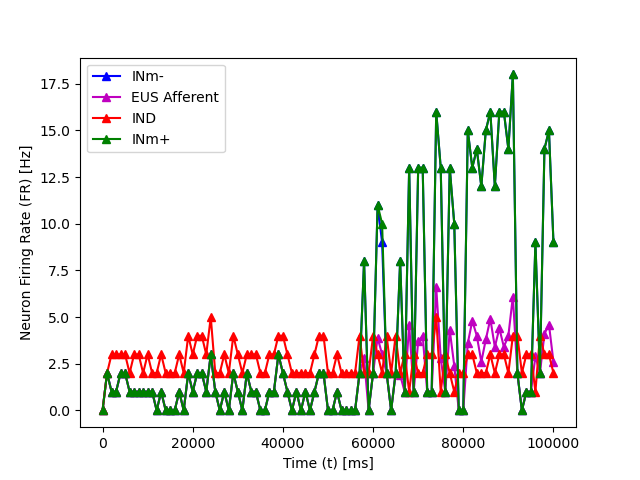 INm-
EUS Afferent
IND
INm+
Neuron Firing Rate (FR) [Hz]
17.5
15.0
12.5
10.0
7.5
5.0
2.5
0.0
0
20000
40000
60000
80000
100000
Time (t) [ms]